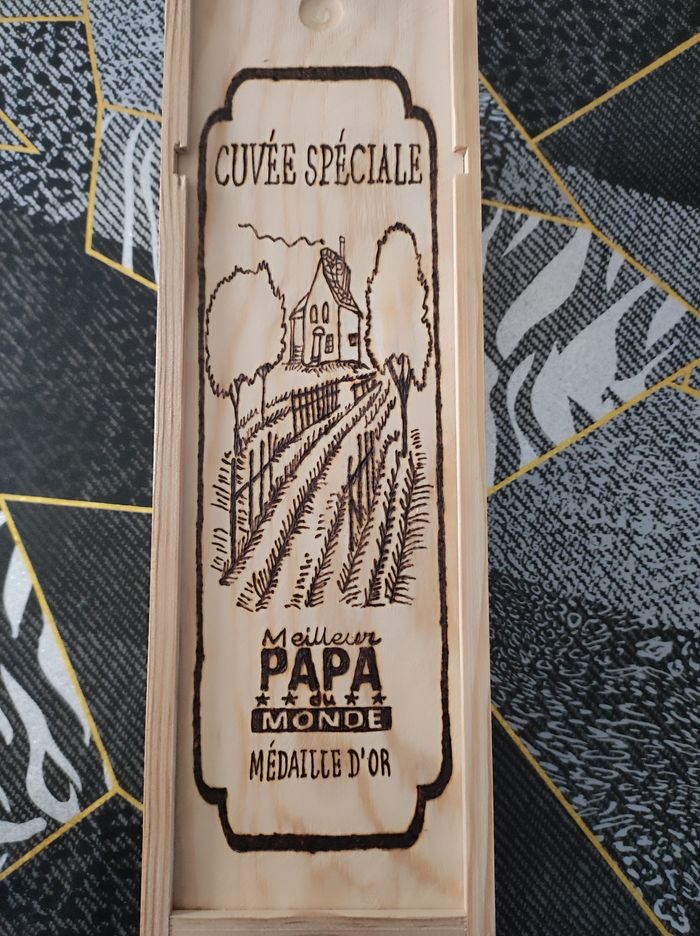 CUVÉE SPÉCIALE
Meilleur
PAPA
du
MONDE
MÉDAILLE D'OR